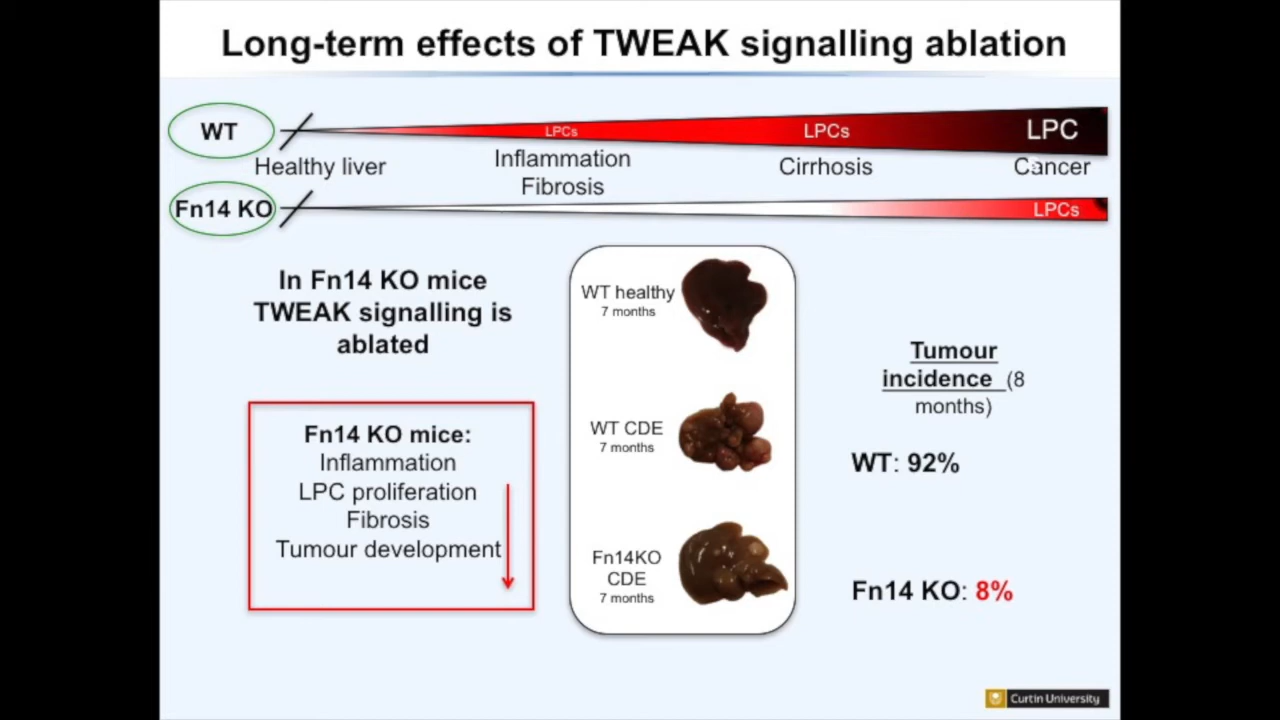 Long-term effects of TWEAK signalling ablation
WT
LPCs
LPCs
LPC
Healthy liver
Inflammation
Fibrosis
Cirrhosis
Cancer
Fn14 KO
LPCs
In Fn14 KO mice
TWEAK signalling is
ablated
Fn14 KO mice:
Inflammation
LPC proliferation
Fibrosis
Tumour development
WT healthy
7 months
WT CDE
7 months
Fn14KO
CDE
7 months
Tumour
incidence (8
months)
WT: 92%
Fn14 KO: 8%
Curtin University